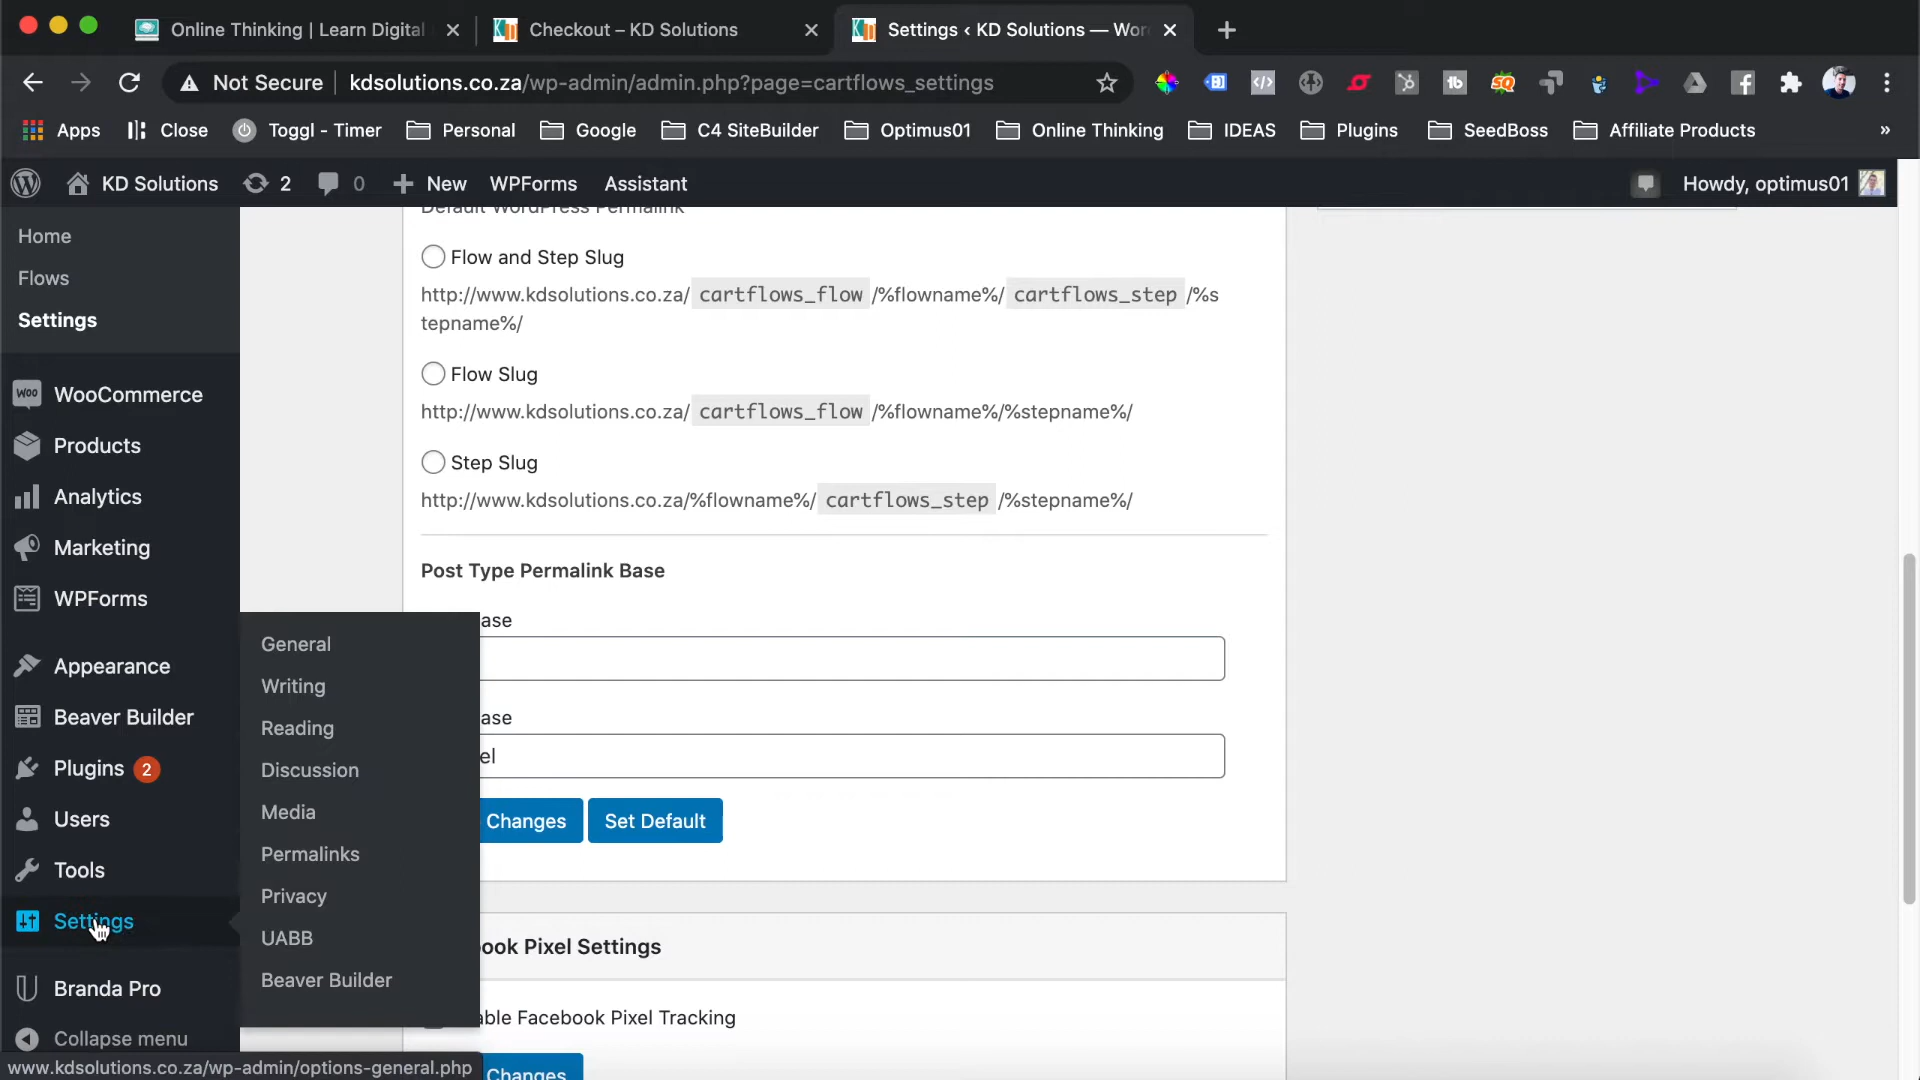 Online Thinking | Learn Digital
Checkout – KD Solutions
Settings ‹ KD Solutions — Wor
Not Secure
kdsolutions.co.za/wp-admin/admin.php?page=cartflows_settings
Apps
Close
Toggl - Timer
Personal
Google
C4 SiteBuilder
Optimus01
Online Thinking
IDEAS
Plugins
SeedBoss
Affiliate Products
»
KD Solutions
2
0
New
WPForms
Assistant
Howdy, optimus01
Home
Flows
Settings
WooCommerce
Products
Analytics
Marketing
WPForms
Appearance
Beaver Builder
Plugins 2
Users
Tools
Settings
Branda Pro
Collapse menu
General
Writing
Reading
Discussion
Media
Permalinks
Privacy
UABB
Beaver Builder
Default WordPress Permalink
Flow and Step Slug
http://www.kdsolutions.co.za/ cartflows_flow /%flowname%/ cartflows_step /%s
tepname%/
Flow Slug
http://www.kdsolutions.co.za/ cartflows_flow /%flowname%/%stepname%/
Step Slug
http://www.kdsolutions.co.za/%flowname%/ cartflows_step /%stepname%/
Post Type Permalink Base
ase
ase
el
Changes
Set Default
ook Pixel Settings
ble Facebook Pixel Tracking
Changes
www.kdsolutions.co.za/wp-admin/options-general.php